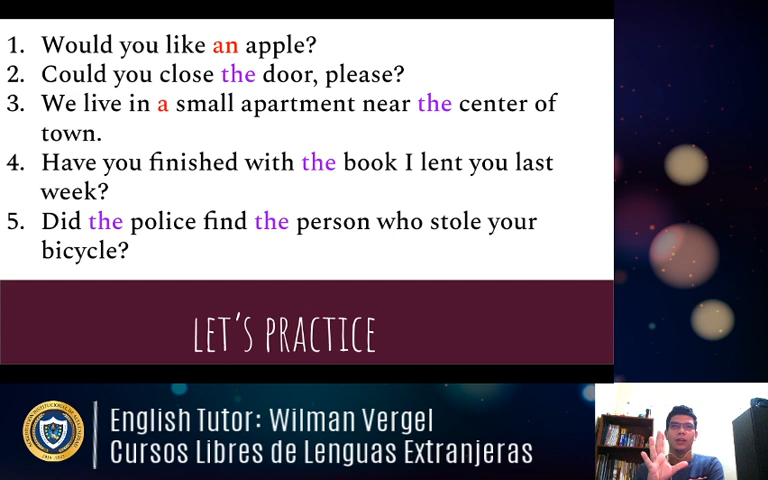 1. Would you like an apple?
2. Could you close the door, please?
3. We live in a small apartment near the center of
town.
4. Have you finished with the book I lent you last
week?
5. Did the police find the person who stole your
bicycle?
LET'S PRACTICE
English Tutor: Wilman Vergel
Cursos Libres de Lenguas Extranjeras